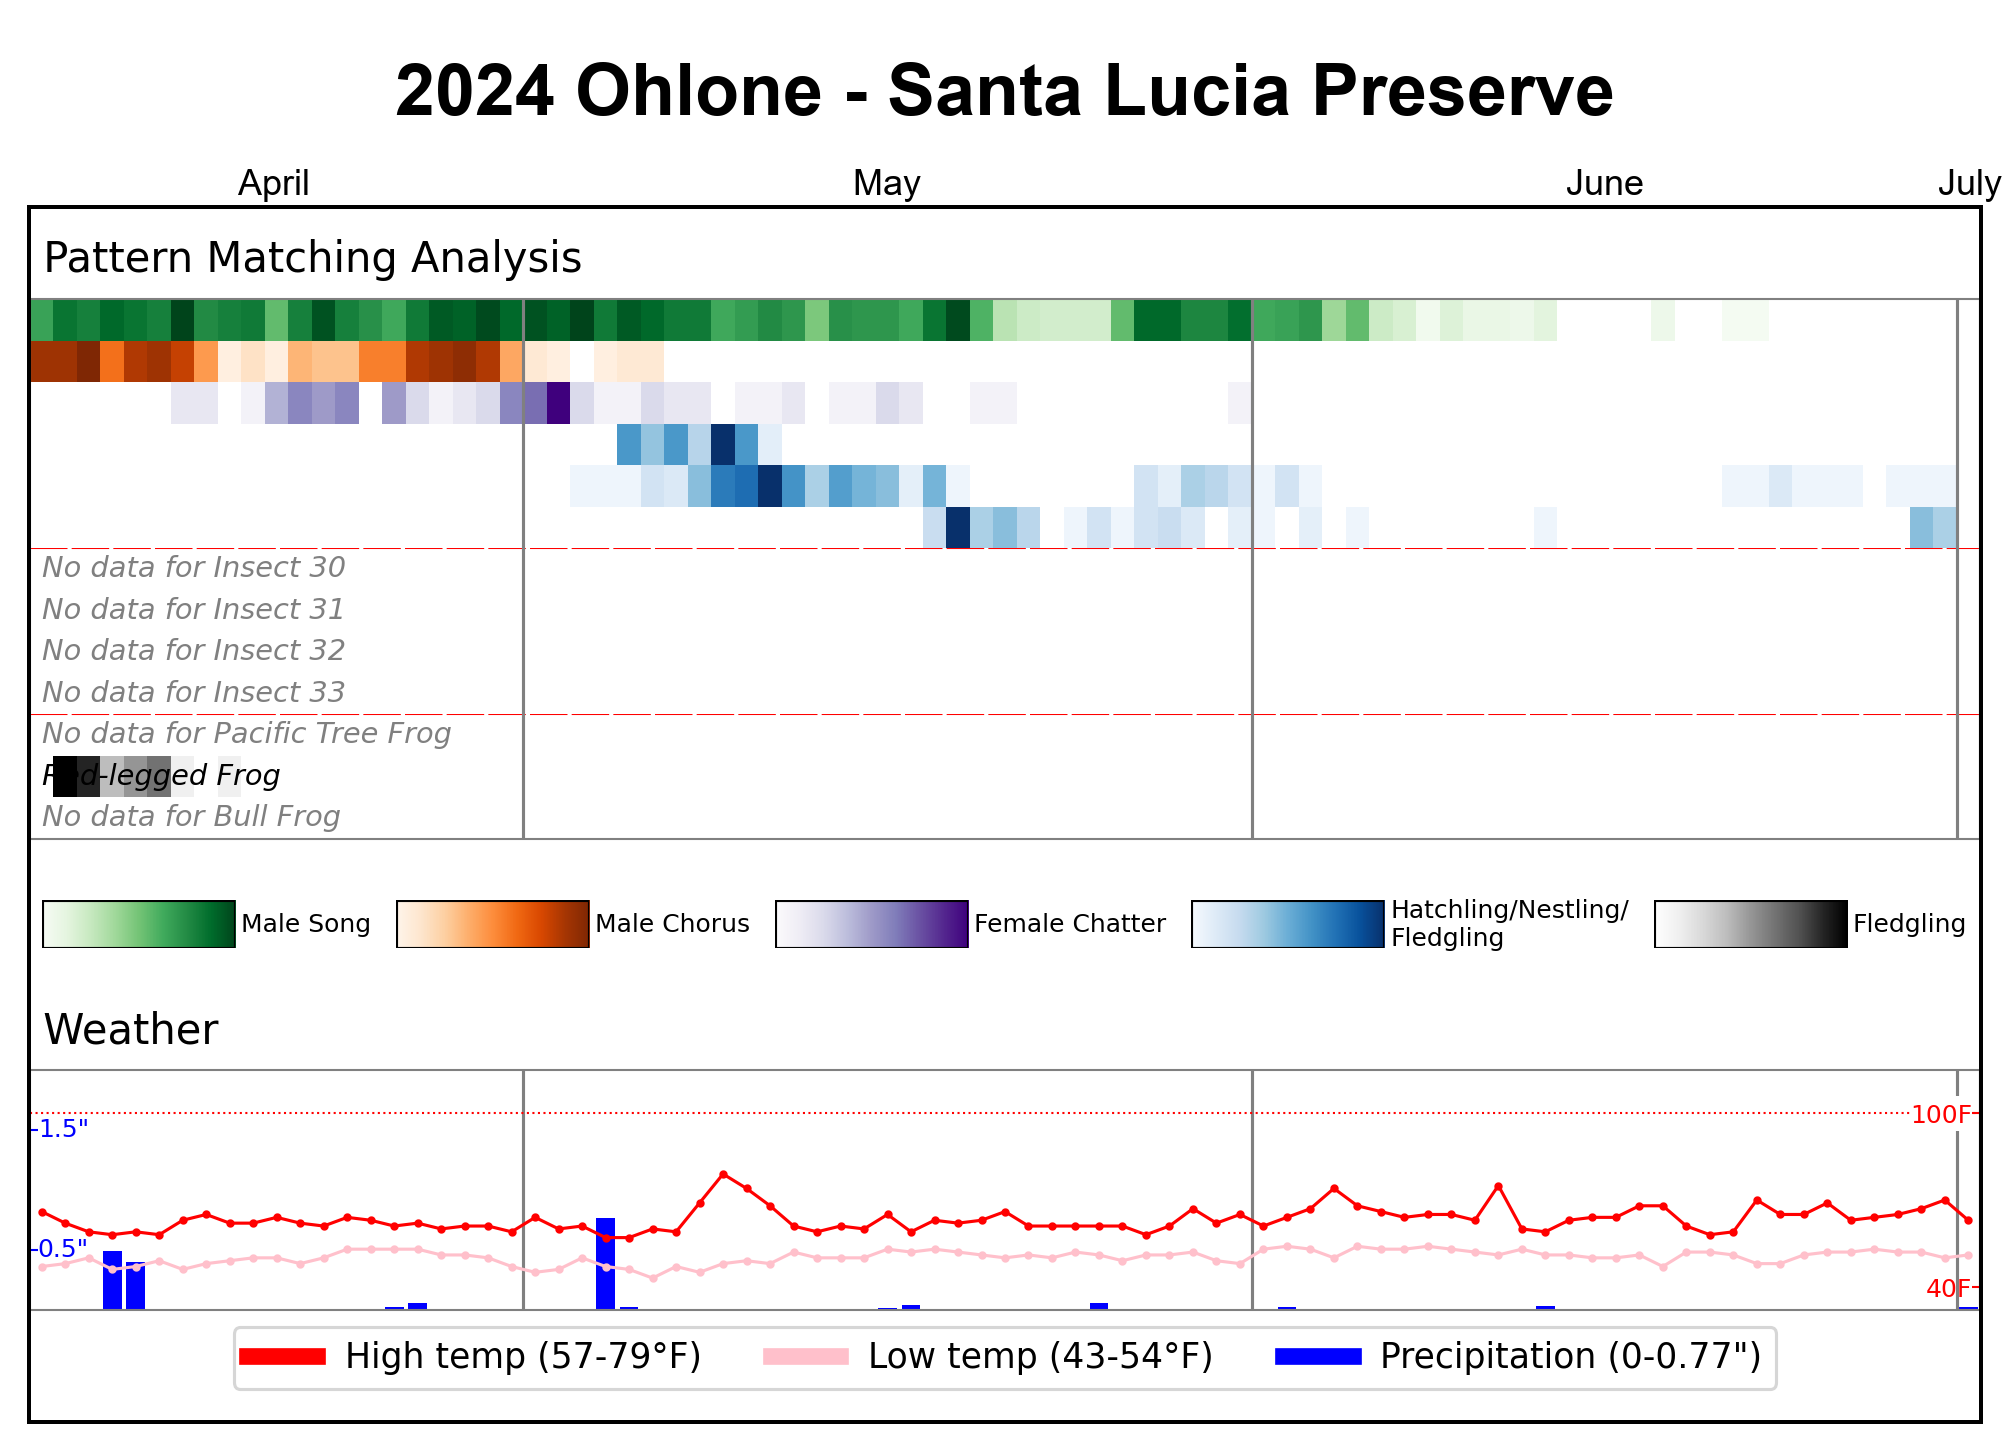 2024 Ohlone - Santa Lucia Preserve
April May June July
Pattern Matching Analysis
No data for Insect 30
No data for Insect 31
No data for Insect 32
No data for Insect 33
No data for Pacific Tree Frog
Red-legged Frog
No data for Bull Frog
Male Song Male Chorus Female Chatter Hatchling/Nestling/
Fledgling Fledgling
Weather
100F
1.5"
0.5"
40F
High temp (57-79°F) Low temp (43-54°F) Precipitation (0-0.77")